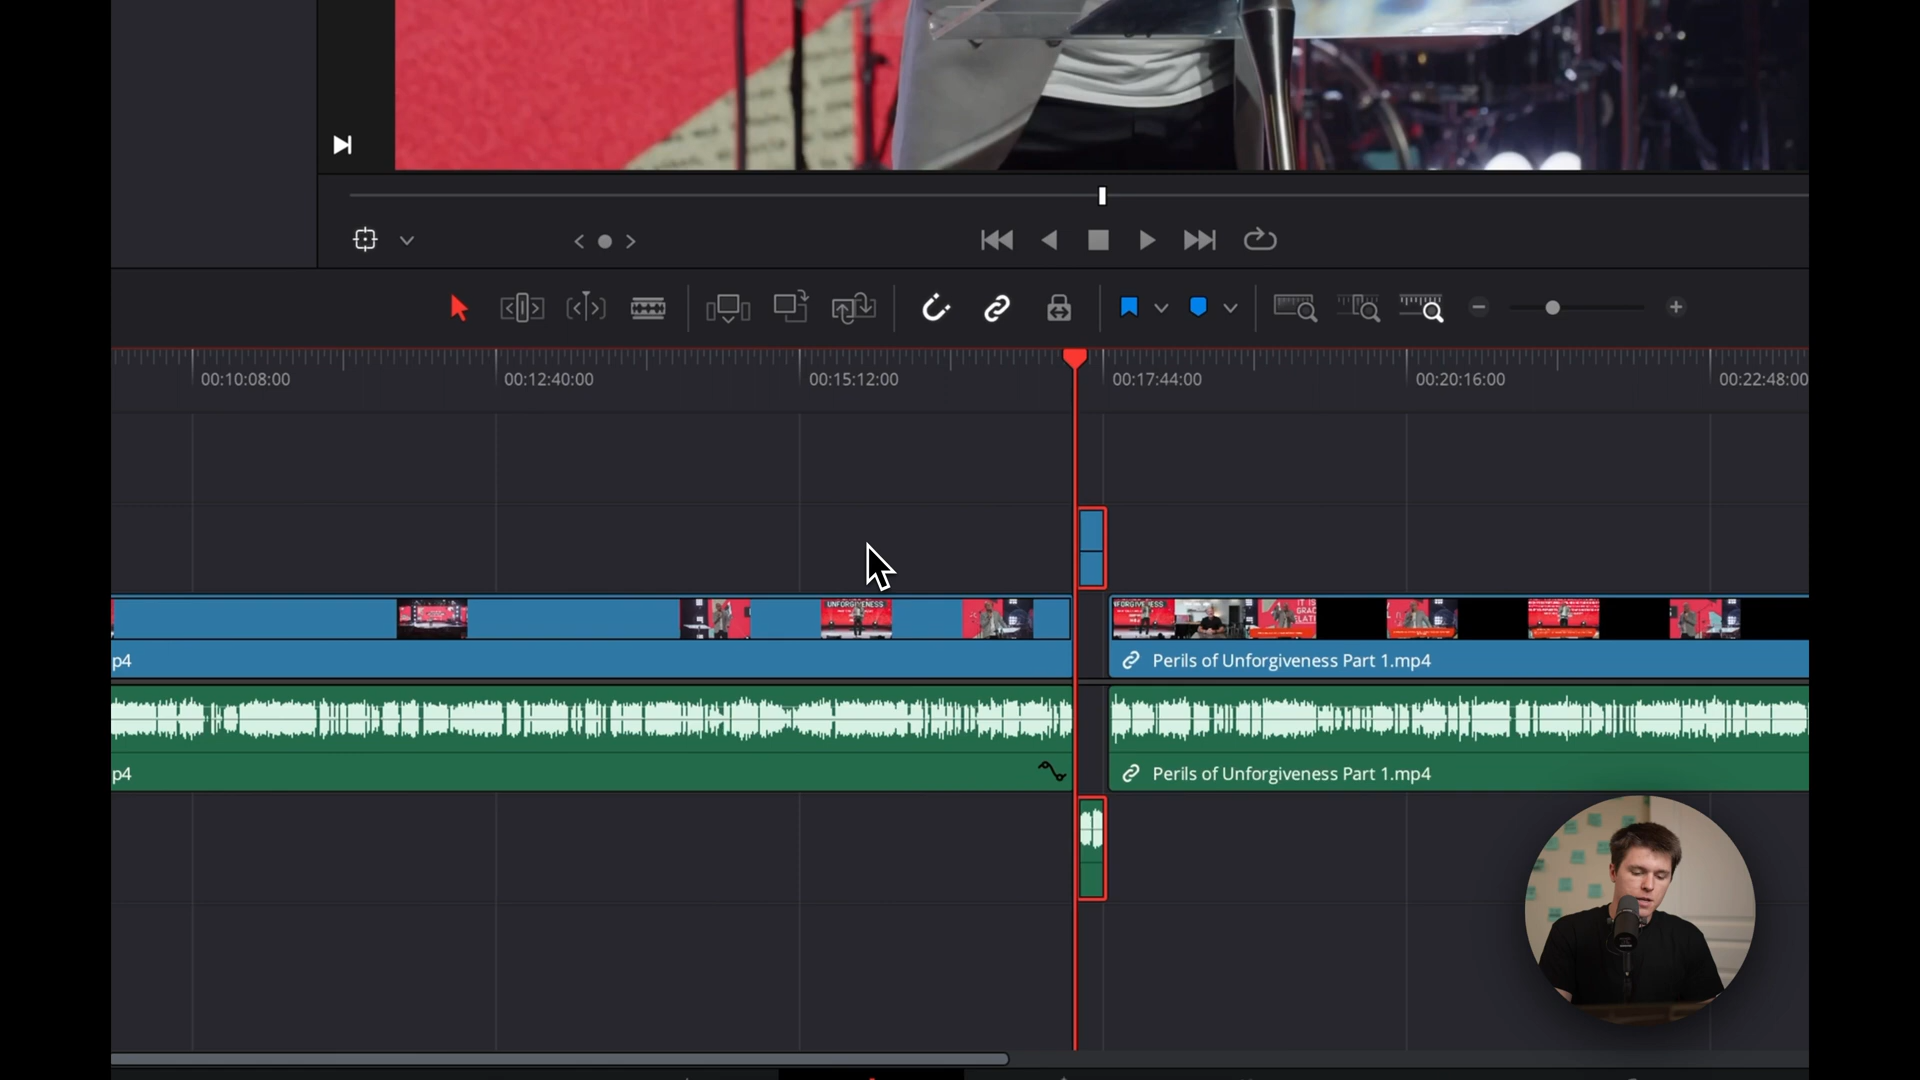 00:10:08:00
00:12:40:00
00:15:12:00
00:17:44:00
00:20:16:00
00:22:48:00
UNFORGIVENESS
p4
Perils of Unforgiveness Part 1.mp4
p4
Perils of Unforgiveness Part 1.mp4